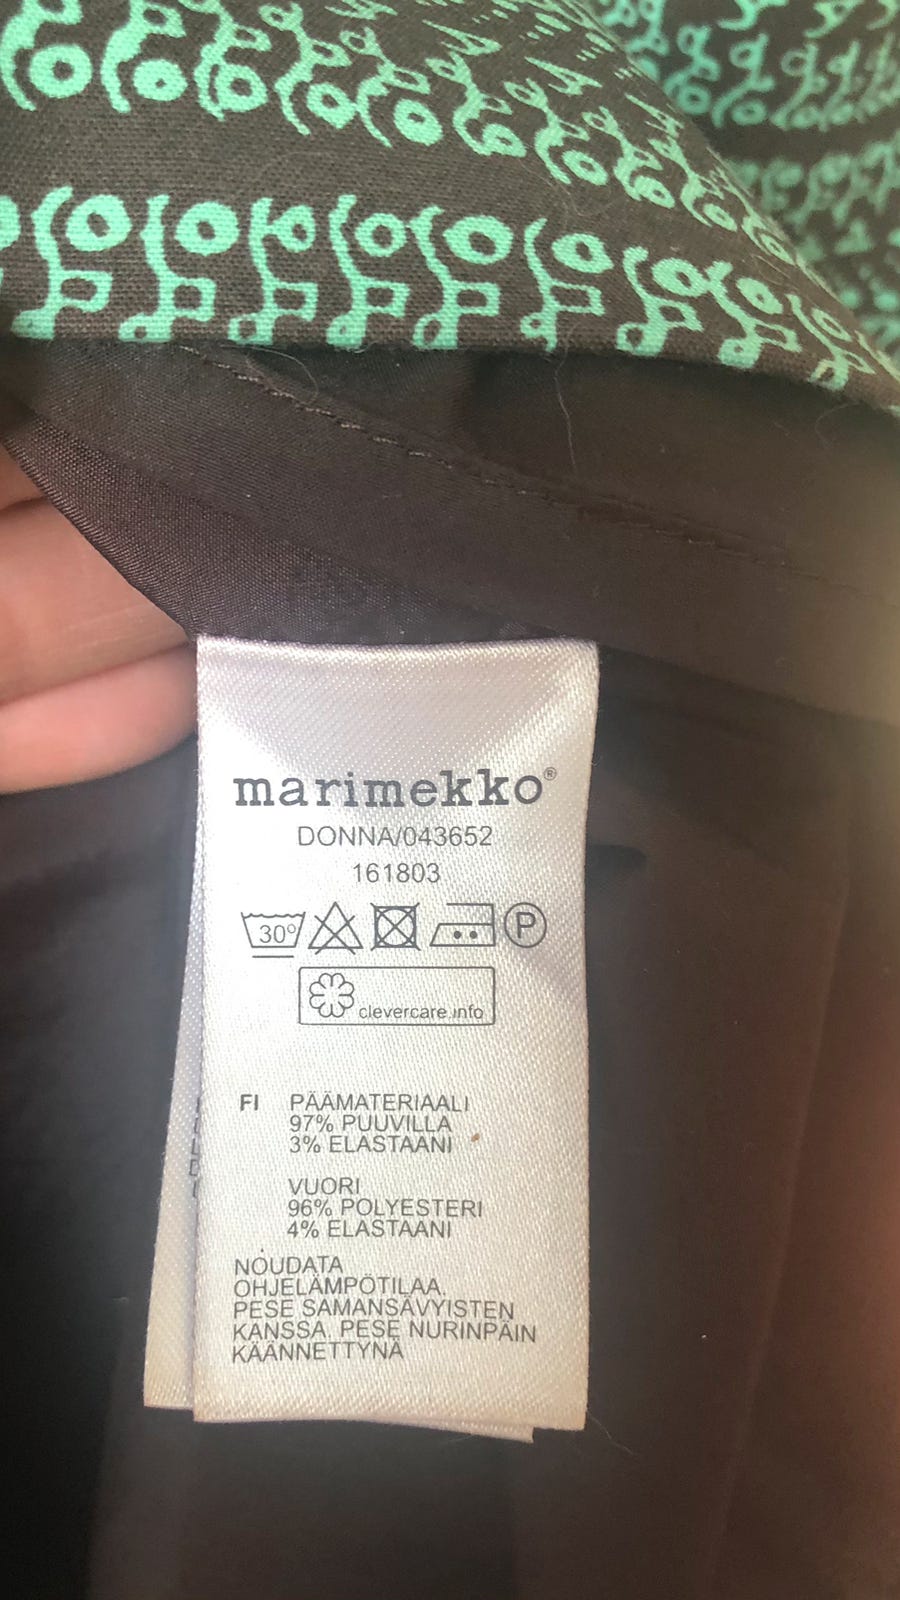 marimekko®
DONNA/043652
161803
30° P
clevercare.info
FI PÄÄMATERIAALI
97% PUUVILLA
3% ELASTAANI
VUORI
96% POLYESTERI
4% ELASTAANI
NOUDATA
OHJELÄMPÖTILAA.
PESE SAMANSÄVYISTEN
KANSSA. PESE NURINPÄIN
KÄÄNNETTYNÄ